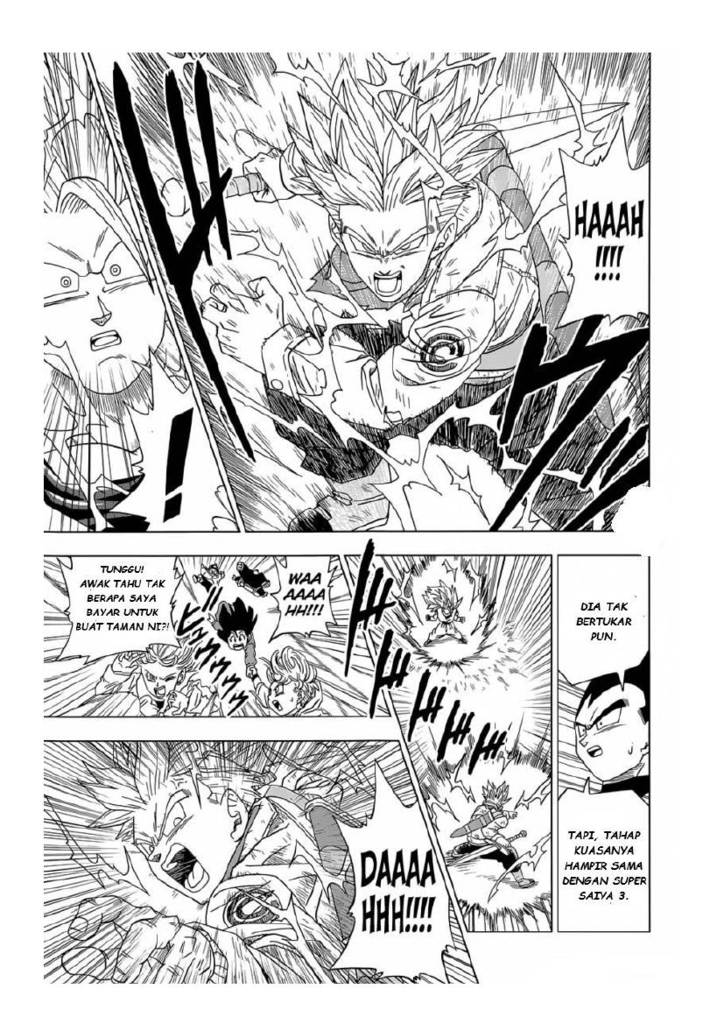 HAAAH
!!!!
!
DIA TAK
BERTUKAR
PUN.
TAPI, TAHAP
KUASANYA
HAMPIR SAMA
DENGAN SUPER
SAIYA 3.
WAA
AAAA
HH!!!
TUNGGU!
AWAK TAHU TAK
BERAPA SAYA
BAYAR UNTUK
BUAT TAMAN NI?!
DAAAA
HHH!!!!